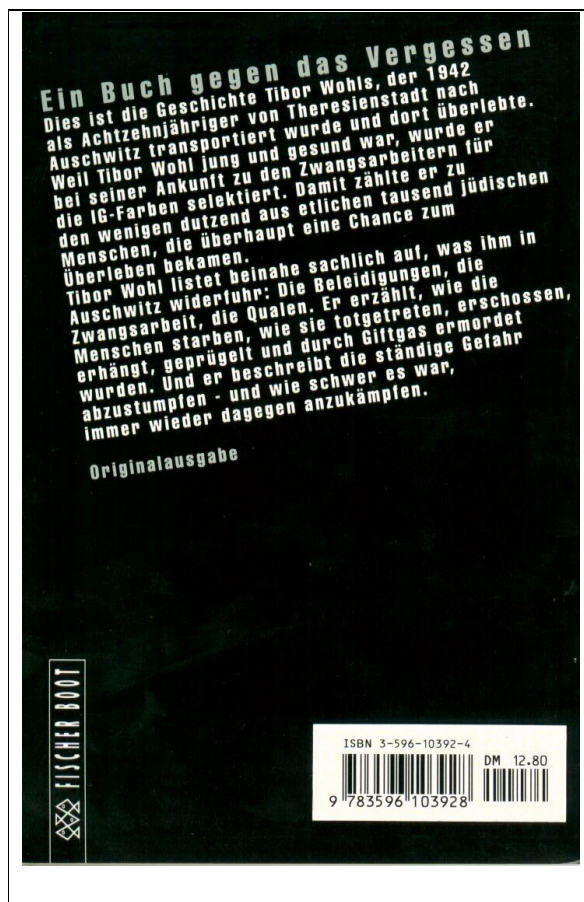 Ein Buch gegen das Vergessen
Dies ist die Geschichte Tibor Wohls, der 1942
als Achtzehnjähriger von Theresienstadt nach
Auschwitz transportiert wurde und dort überlebte.
Weil Tibor Wohl jung und gesund war, wurde er
bei seiner Ankunft zu den Zwangsarbeitern für
die IG-Farben selektiert. Damit zählte er zu
den wenigen dutzend aus etlichen tausend jüdischen
Menschen, die überhaupt eine Chance zum
Überleben bekamen.
Tibor Wohl listet beinahe sachlich auf, was ihm in
Auschwitz widerfuhr: Die Beleidigungen, die
Zwangsarbeit, die Qualen. Er erzählt, wie die
Menschen starben, wie sie totgetreten, erschossen,
erhängt, geprügelt und durch Giftgas ermordet
wurden. Und er beschreibt die ständige Gefahr
abzustumpfen - und wie schwer es war,
immer wieder dagegen anzukämpfen.
Originalausgabe
FISCHER BOOT
ISBN 3-596-10392-4
DM 12.80
9 783596 103928